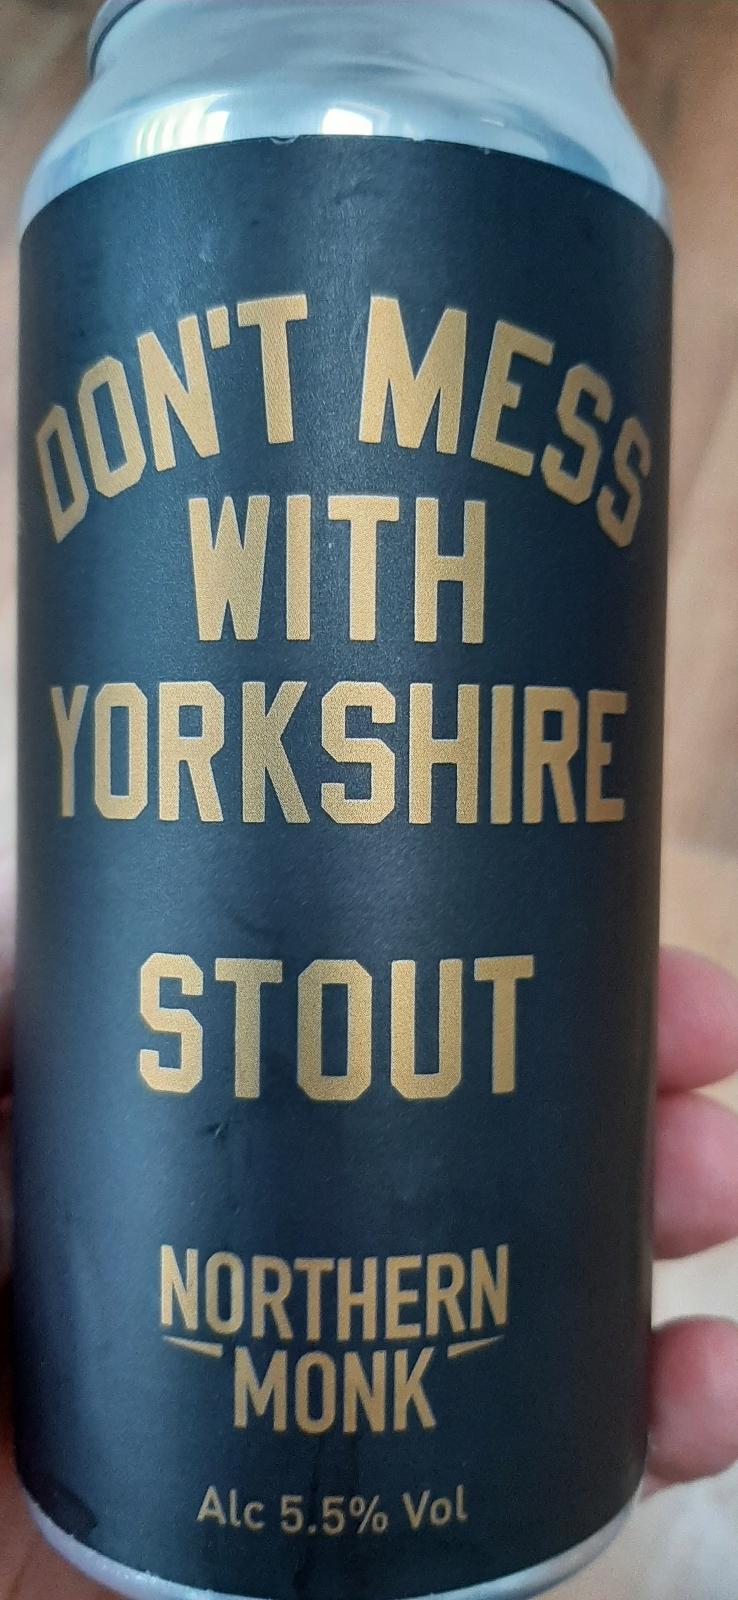 DON'T MESS
WITH
YORKSHIRE
STOUT
NORTHERN
MONK
Alc 5.5% Vol